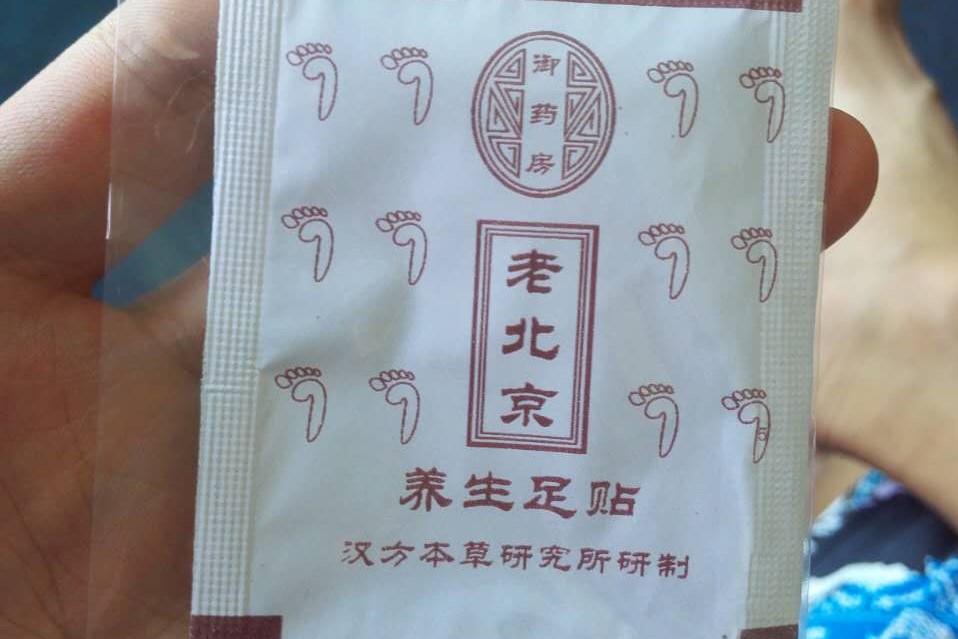 御药房
老北京
养生足贴
汉方本草研究所研制